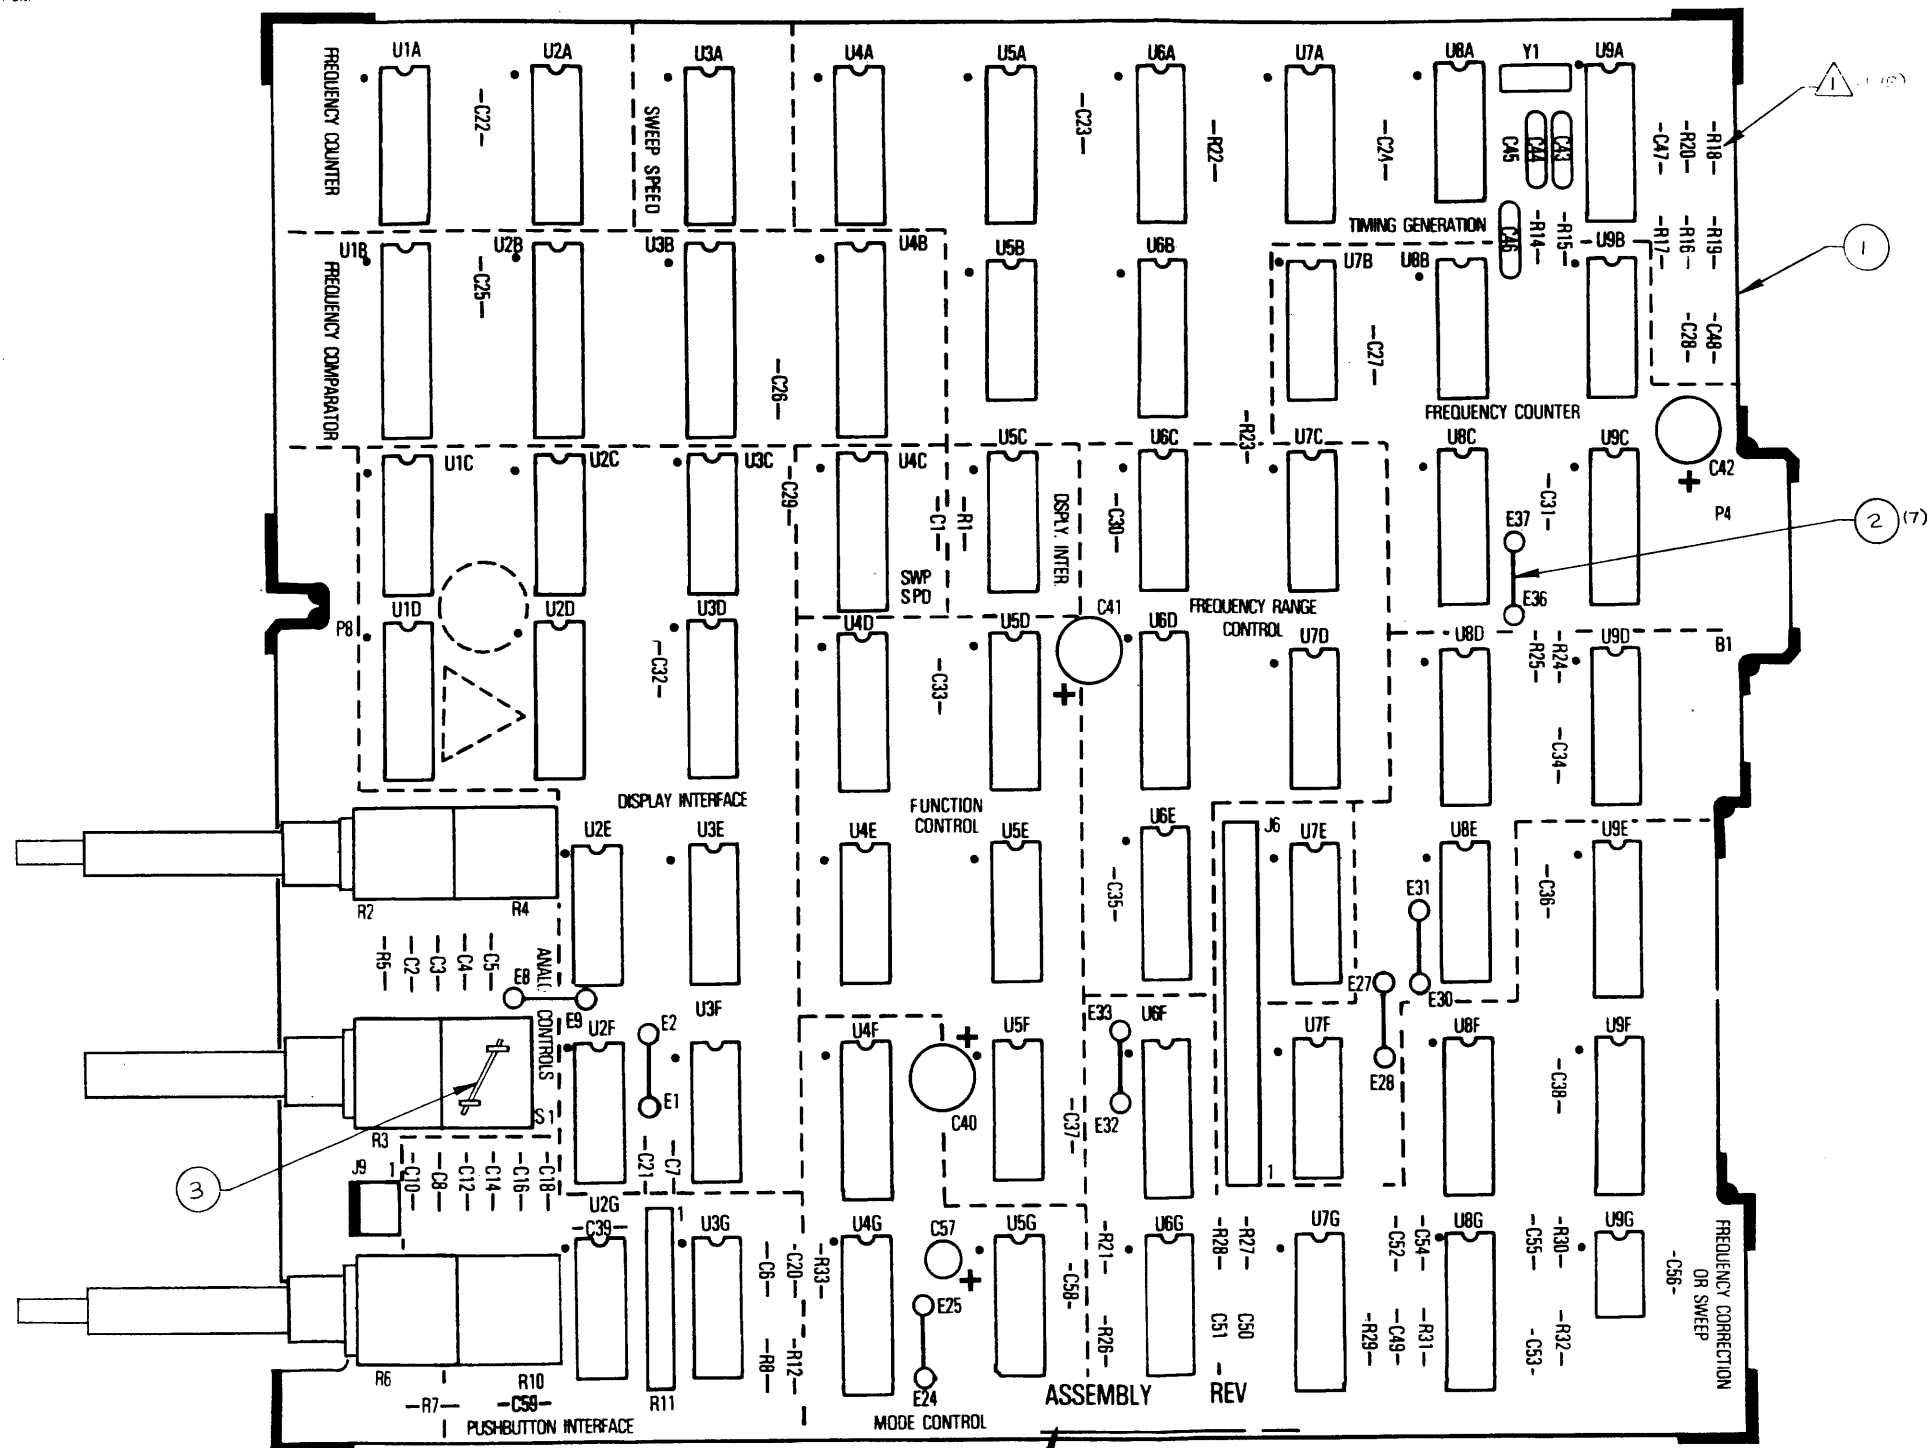 U1A U2A U3A U4A U5A U6A U7A U8A Y1 U9A
FREQUENCY COUNTER
-C22-
SWEEP SPEED
-C23-
-R22-
-C24-
C45
C44
C43
-C47-
-R20-
-R18-
1
1
TIMING GENERATION
C46
-R14-
-R15-
-R17-
-R16-
-R19-
U1B U2B U3B U4B U5B U6B U7B U8B U9B
FREQUENCY COMPARATOR
-C25-
-C26-
-C27-
-C28-
-C48-
FREQUENCY COUNTER
-R23-
C42
+
U1C U2C U3C U4C U5C U6C U7C U8C U9C
-C29-
-C1-
-R1-
DSPLY. INTER.
-C30-
-C31-
P4
E37
2 (7)
SWP
SPD
E36
FREQUENCY RANGE
CONTROL
C41
+
P8
U1D U2D U3D U4D U5D U6D U7D U8D U9D
B1
-C32-
-C33-
-R25-
-R24-
-C34-
DISPLAY INTERFACE
FUNCTION
CONTROL
U2E U3E U4E U5E U6E J6 U7E U8E U9E
R2 R4
-R5-
-C2-
-C3-
-C4-
-C5-
ANALOG CONTROLS
-C35-
E31
-C36-
E8
E9
E27
E30
U2F E2 U3F U4F + U5F E33 U6F U7F U8F U9F
E28
-C38-
E1
C40
-C37-
E32
S1
R3
3
J9 1
-C10-
-C8-
-C12-
-C14-
-C16-
-C18-
-C21-
-C7-
1
U2G
-C39-
1
U3G U4G C57 U5G U6G U7G U8G U9G
+
-C6-
-C20-
-R33-
-C58-
-R21-
-R28-
-R27-
-C52-
-C54-
-C55-
-R30-
-C56-
FREQUENCY CORRECTION
OR SWEEP
E25
-R8-
-R12-
-R26-
C51
C50
-R29-
-C49-
-R31-
-C53-
-R32-
R6 R10
E24
-R7- -C59- R11
ASSEMBLY REV
PUSHBUTTON INTERFACE
MODE CONTROL